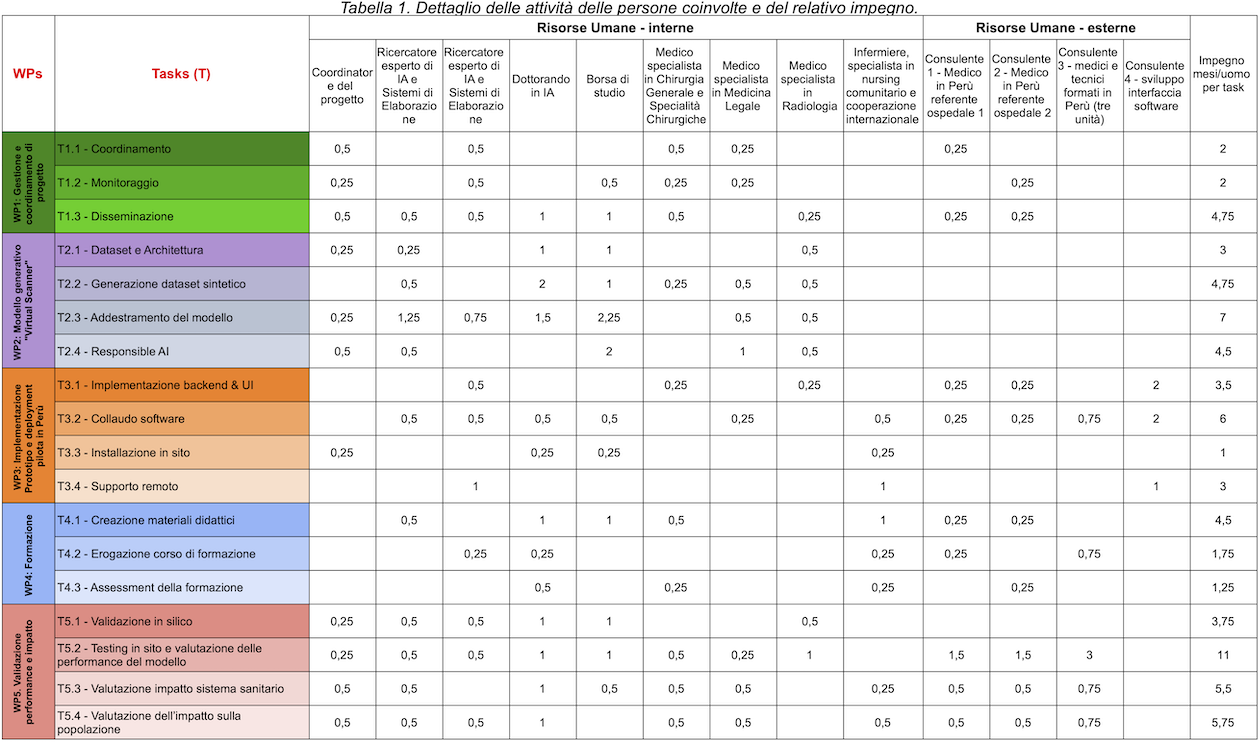 Tabella 1. Dettaglio delle attività delle persone coinvolte e del relativo impegno.
WPs
Tasks (T)
Risorse Umane - interne
Risorse Umane - esterne
Impegno
mesi/uomo
per task
Coordinator
e del
progetto
Ricercatore
esperto di
IA e
Sistemi di
Elaborazio
ne
Ricercatore
esperto di
IA e
Sistemi di
Elaborazio
ne
Dottorando
in IA
Borsa di
studio
Medico
specialista
in Chirurgia
Generale e
Specialità
Chirurgiche
Medico
specialista
in Medicina
Legale
Medico
specialista
in
Radiologia
Infermiere,
specialista in
nursing
comunitario e
cooperazione
internazionale
Consulente
1 - Medico
in Perù
referente
ospedale 1
Consulente
2 - Medico
in Perù
referente
ospedale 2
Consulente
3 - medici e
tecnici
formati in
Perù (tre
unità)
Consulente
4 - sviluppo
interfaccia
software
WP1: Gestione e
coordinamento di
progetto
T1.1 - Coordinamento 0,5 0,5 0,5 0,25 0,25 2
T1.2 - Monitoraggio 0,25 0,5 0,5 0,25 0,25 0,25 2
T1.3 - Disseminazione 0,5 0,5 0,5 1 1 0,5 0,25 0,25 0,25 4,75
WP2: Modello generativo
"Virtual Scanner"
T2.1 - Dataset e Architettura 0,25 0,25 1 1 0,5 3
T2.2 - Generazione dataset sintetico 0,5 2 1 0,25 0,5 0,5 4,75
T2.3 - Addestramento del modello 0,25 1,25 0,75 1,5 2,25 0,5 0,5 7
T2.4 - Responsible AI 0,5 0,5 2 1 0,5 4,5
WP3: Implementazione
Prototipo e deployment
pilota in Perù
T3.1 - Implementazione backend & UI 0,5 0,25 0,25 0,25 0,25 2 3,5
T3.2 - Collaudo software 0,5 0,5 0,5 0,5 0,25 0,5 0,25 0,25 0,75 2 6
T3.3 - Installazione in sito 0,25 0,25 0,25 0,25 1
T3.4 - Supporto remoto 1 1 1 3
WP4: Formazione
T4.1 - Creazione materiali didattici 0,5 1 1 0,5 1 0,25 0,25 4,5
T4.2 - Erogazione corso di formazione 0,25 0,25 0,25 0,25 0,75 1,75
T4.3 - Assessment della formazione 0,5 0,25 0,25 0,25 1,25
WP5. Validazione
performance e impatto
T5.1 - Validazione in silico 0,25 0,5 0,5 1 1 0,5 3,75
T5.2 - Testing in sito e valutazione delle
performance del modello 0,25 0,5 0,5 1 1 0,5 0,25 1 1,5 1,5 3 11
T5.3 - Valutazione impatto sistema sanitario 0,5 0,5 1 0,5 0,5 0,5 0,25 0,5 0,5 0,75 5,5
T5.4 - Valutazione dell'impatto sulla
popolazione 0,5 0,5 0,5 1 0,5 0,5 0,5 0,5 0,5 0,75 5,75